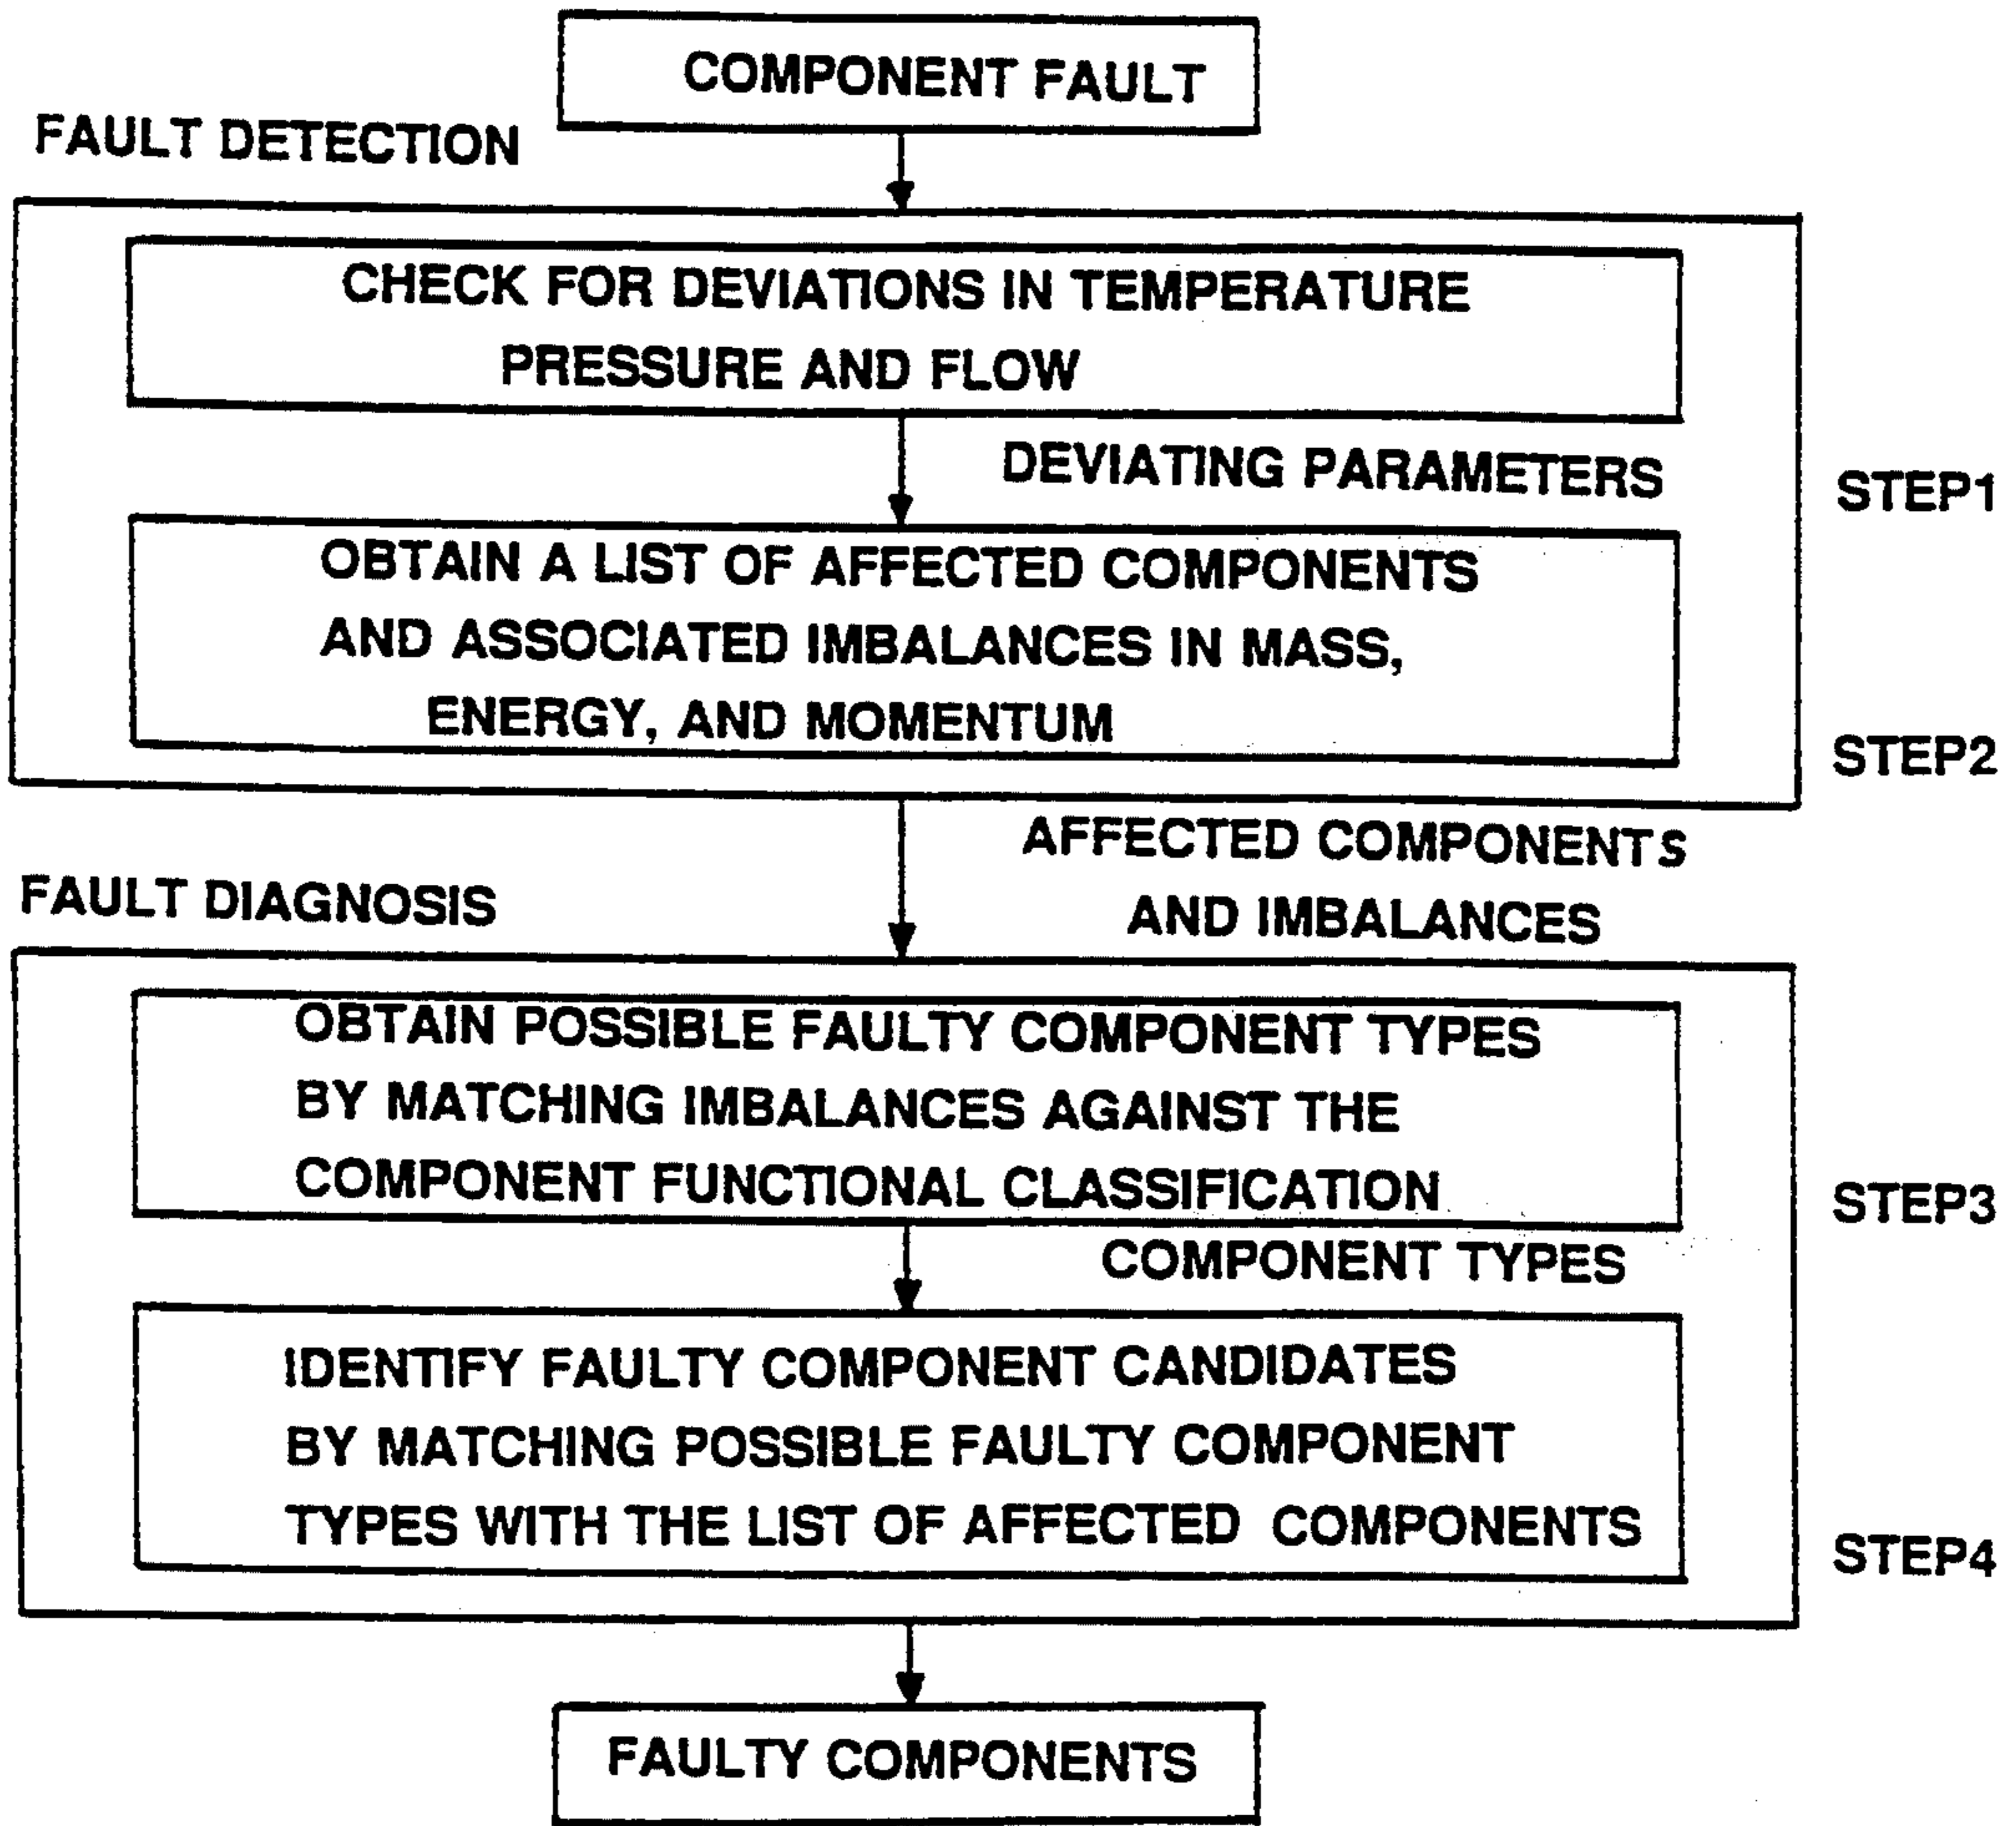 COMPONENT FAULT
FAULT DETECTION
CHECK FOR DEVIATIONS IN TEMPERATURE
PRESSURE AND FLOW
DEVIATING PARAMETERS
STEP1
OBTAIN A LIST OF AFFECTED COMPONENTS
AND ASSOCIATED IMBALANCES IN MASS,
ENERGY, AND MOMENTUM
STEP2
AFFECTED COMPONENTS
AND IMBALANCES
FAULT DIAGNOSIS
OBTAIN POSSIBLE FAULTY COMPONENT TYPES
BY MATCHING IMBALANCES AGAINST THE
COMPONENT FUNCTIONAL CLASSIFICATION
STEP3
COMPONENT TYPES
IDENTIFY FAULTY COMPONENT CANDIDATES
BY MATCHING POSSIBLE FAULTY COMPONENT
TYPES WITH THE LIST OF AFFECTED COMPONENTS
STEP4
FAULTY COMPONENTS